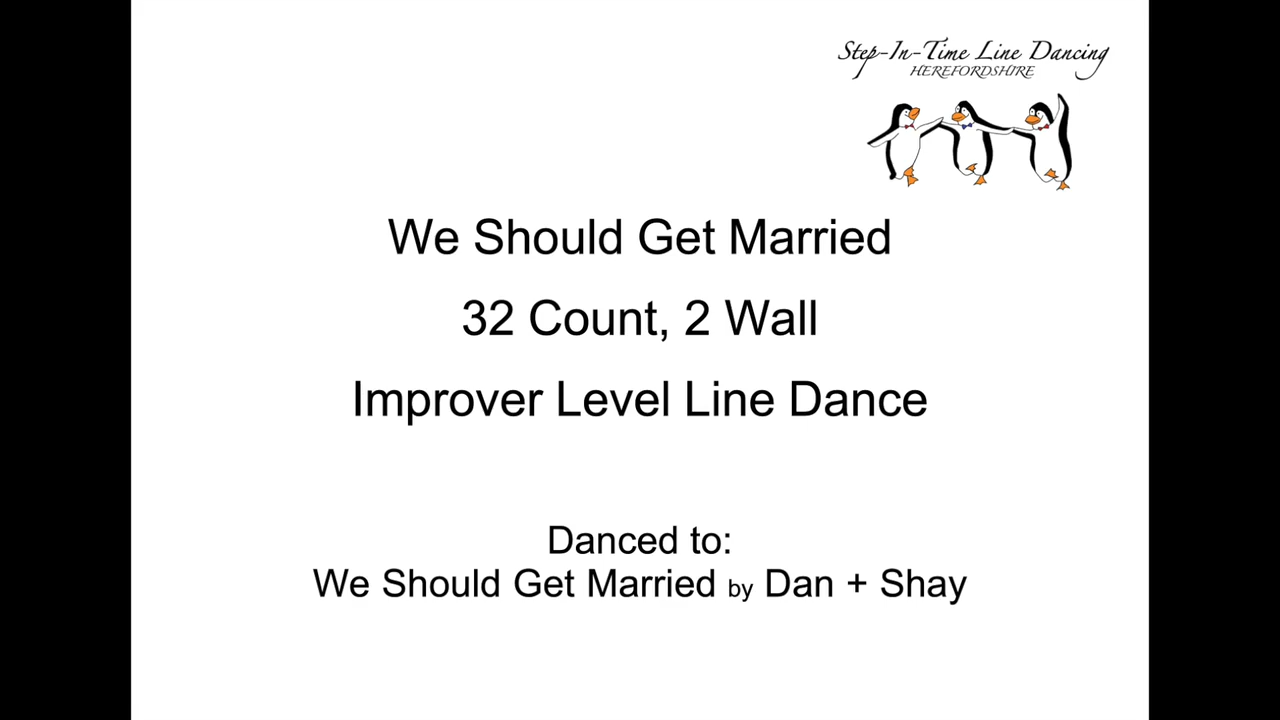 Step-In-Time Line Dancing
HEREFORDSHIRE
We Should Get Married
32 Count, 2 Wall
Improver Level Line Dance
Danced to:
We Should Get Married by Dan + Shay